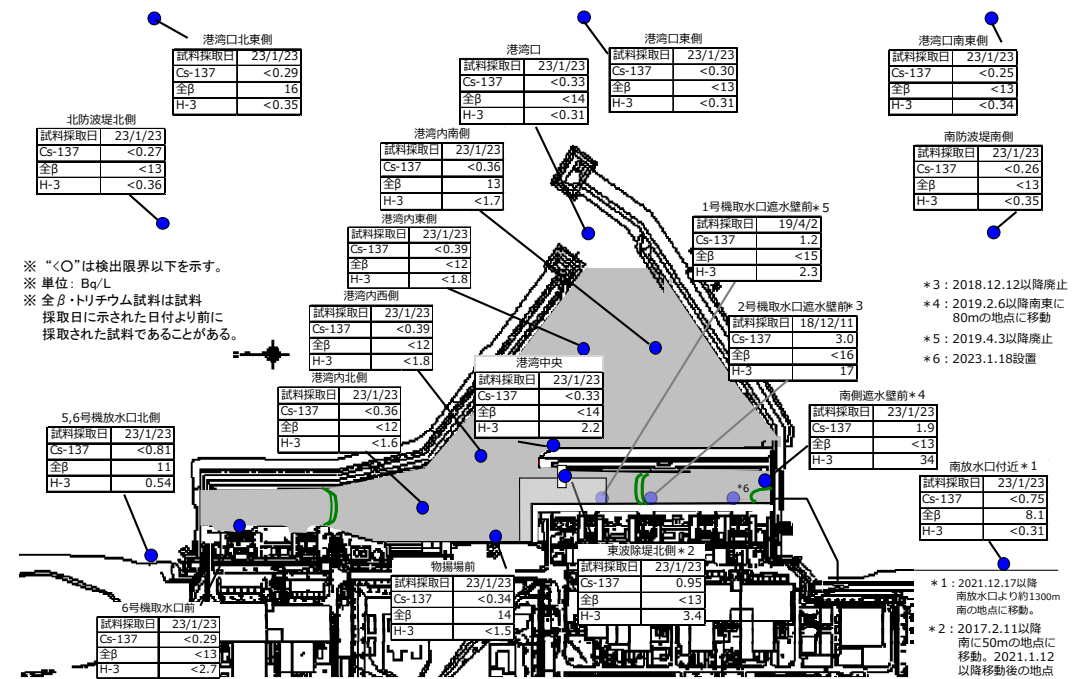 港湾口北東側
試料採取日 23/1/23
Cs-137 <0.29
全β 16
H-3 <0.35
港湾口
試料採取日 23/1/23
Cs-137 <0.33
全β <14
H-3 <0.31
港湾口東側
試料採取日 23/1/23
Cs-137 <0.30
全β <13
H-3 <0.31
港湾口南東側
試料採取日 23/1/23
Cs-137 <0.25
全β <13
H-3 <0.34
北防波堤北側
試料採取日 23/1/23
Cs-137 <0.27
全β <13
H-3 <0.36
港湾内南側
試料採取日 23/1/23
Cs-137 <0.36
全β 13
H-3 <1.7
南防波堤南側
試料採取日 23/1/23
Cs-137 <0.26
全β <13
H-3 <0.35
港湾内東側
試料採取日 23/1/23
Cs-137 <0.39
全β <12
H-3 <1.8
1号機取水口遮水壁前*5
試料採取日 19/4/2
Cs-137 1.2
全β <15
H-3 2.3
※ “<○”は検出限界以下を示す。
※ 単位: Bq/L
※ 全β・トリチウム試料は試料
採取日に示された日付より前に
採取された試料であることがある。
港湾内西側
試料採取日 23/1/23
Cs-137 <0.39
全β <12
H-3 <1.8
2号機取水口遮水壁前*3
試料採取日 18/12/11
Cs-137 3.0
全β <16
H-3 17
*3：2018.12.12以降廃止
*4：2019.2.6以降南東に
80mの地点に移動
*5：2019.4.3以降廃止
*6：2023.1.18設置
港湾中央
試料採取日 23/1/23
Cs-137 <0.33
全β <14
H-3 2.2
港湾内北側
試料採取日 23/1/23
Cs-137 <0.36
全β <12
H-3 <1.6
南側遮水壁前*4
試料採取日 23/1/23
Cs-137 1.9
全β <13
H-3 34
5,6号機放水口北側
試料採取日 23/1/23
Cs-137 <0.81
全β 11
H-3 0.54
南放水口付近*1
試料採取日 23/1/23
Cs-137 <0.75
全β 8.1
H-3 <0.31
*6
東波除堤北側*2
試料採取日 23/1/23
Cs-137 0.95
全β <13
H-3 3.4
物揚場前
試料採取日 23/1/23
Cs-137 <0.34
全β 14
H-3 <1.5
6号機取水口前
試料採取日 23/1/23
Cs-137 <0.29
全β <13
H-3 <2.7
*1：2021.12.17以降
南放水口より約1300m
南の地点に移動。
*2：2017.2.11以降
南に50mの地点に
移動。2021.1.12
以降移動後の地点